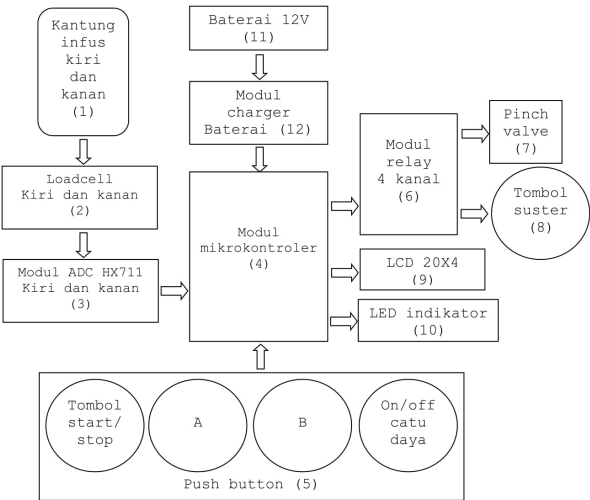 Kantung
infus
kiri
dan
kanan
(1)
Loadcell
Kiri dan kanan
(2)
Modul ADC HX711
Kiri dan kanan
(3)
Baterai 12V
(11)
Modul
charger
Baterai (12)
Modul
mikrokontroler
(4)
Modul
relay
4 kanal
(6)
Pinch
valve
(7)
Tombol
suster
(8)
LCD 20X4
(9)
LED indikator
(10)
Tombol
start/
stop
A
B
On/off
catu
daya
Push button (5)